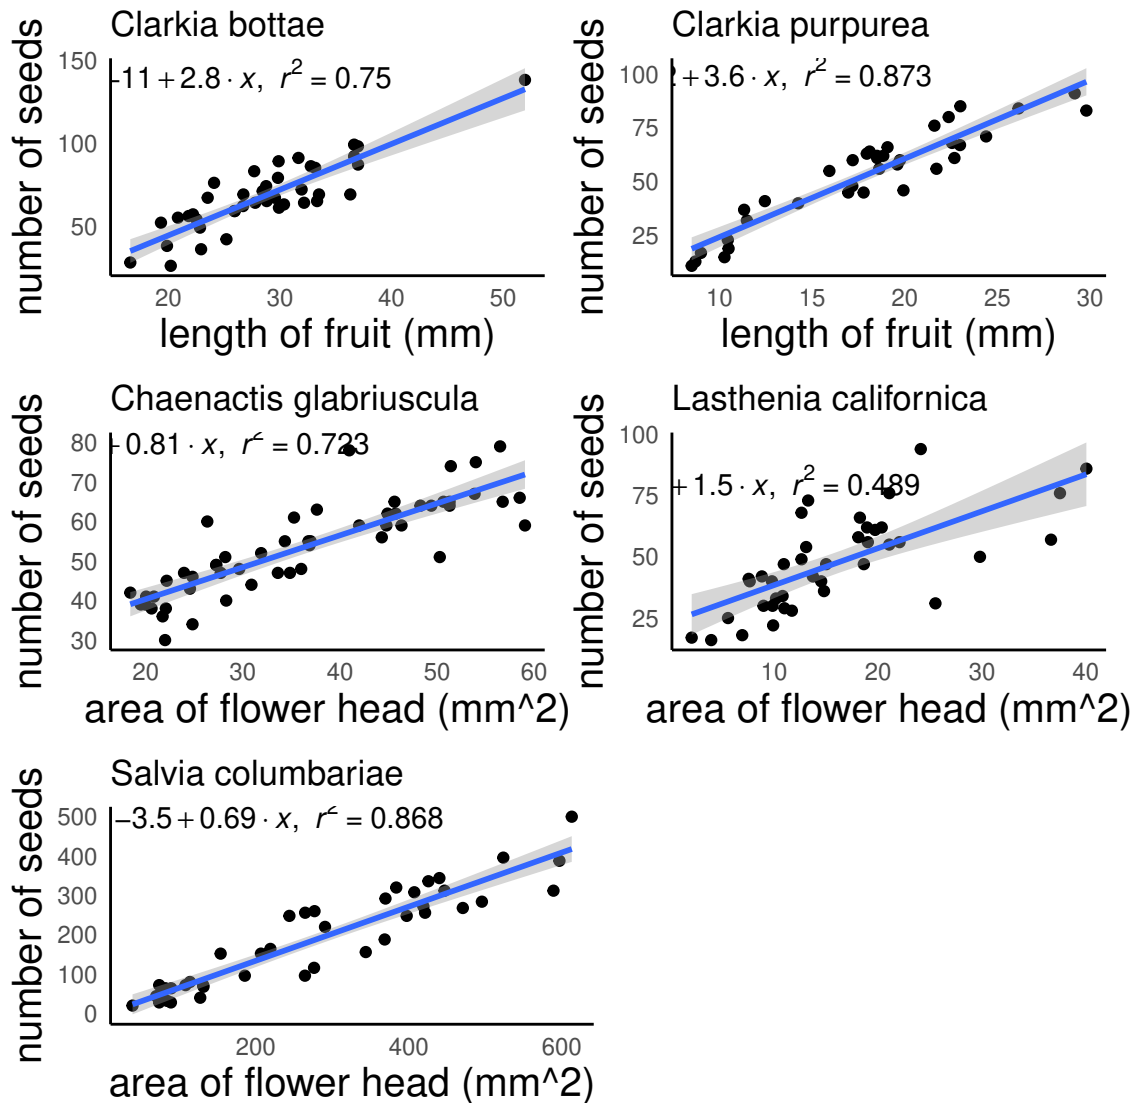 Clarkia bottae
number of seeds
150
100
50
−11 + 2.8 · x, r² = 0.75
20 30 40 50
length of fruit (mm)
Clarkia purpurea
number of seeds
100
75
50
25
+ 3.6 · x, r² = 0.873
10 15 20 25 30
length of fruit (mm)
Chaenactis glabriuscula
number of seeds
80
70
60
50
40
30
+ 0.81 · x, r² = 0.723
20 30 40 50 60
area of flower head (mm^2)
Lasthenia californica
number of seeds
100
75
50
25
+ 1.5 · x, r² = 0.489
10 20 30 40
area of flower head (mm^2)
Salvia columbariae
number of seeds
500
400
300
200
100
0
−3.5 + 0.69 · x, r² = 0.868
200 400 600
area of flower head (mm^2)